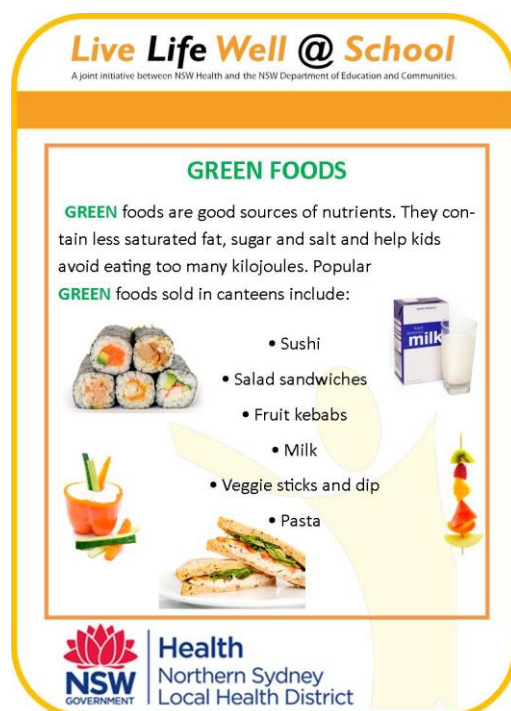 Live Life Well @ School
A joint initiative between NSW Health and the NSW Department of Education and Communities.
GREEN FOODS
GREEN foods are good sources of nutrients. They con-
tain less saturated fat, sugar and salt and help kids
avoid eating too many kilojoules. Popular
GREEN foods sold in canteens include:
• Sushi
• Salad sandwiches
• Fruit kebabs
• Milk
• Veggie sticks and dip
• Pasta
milk
NSW
GOVERNMENT
Health
Northern Sydney
Local Health District